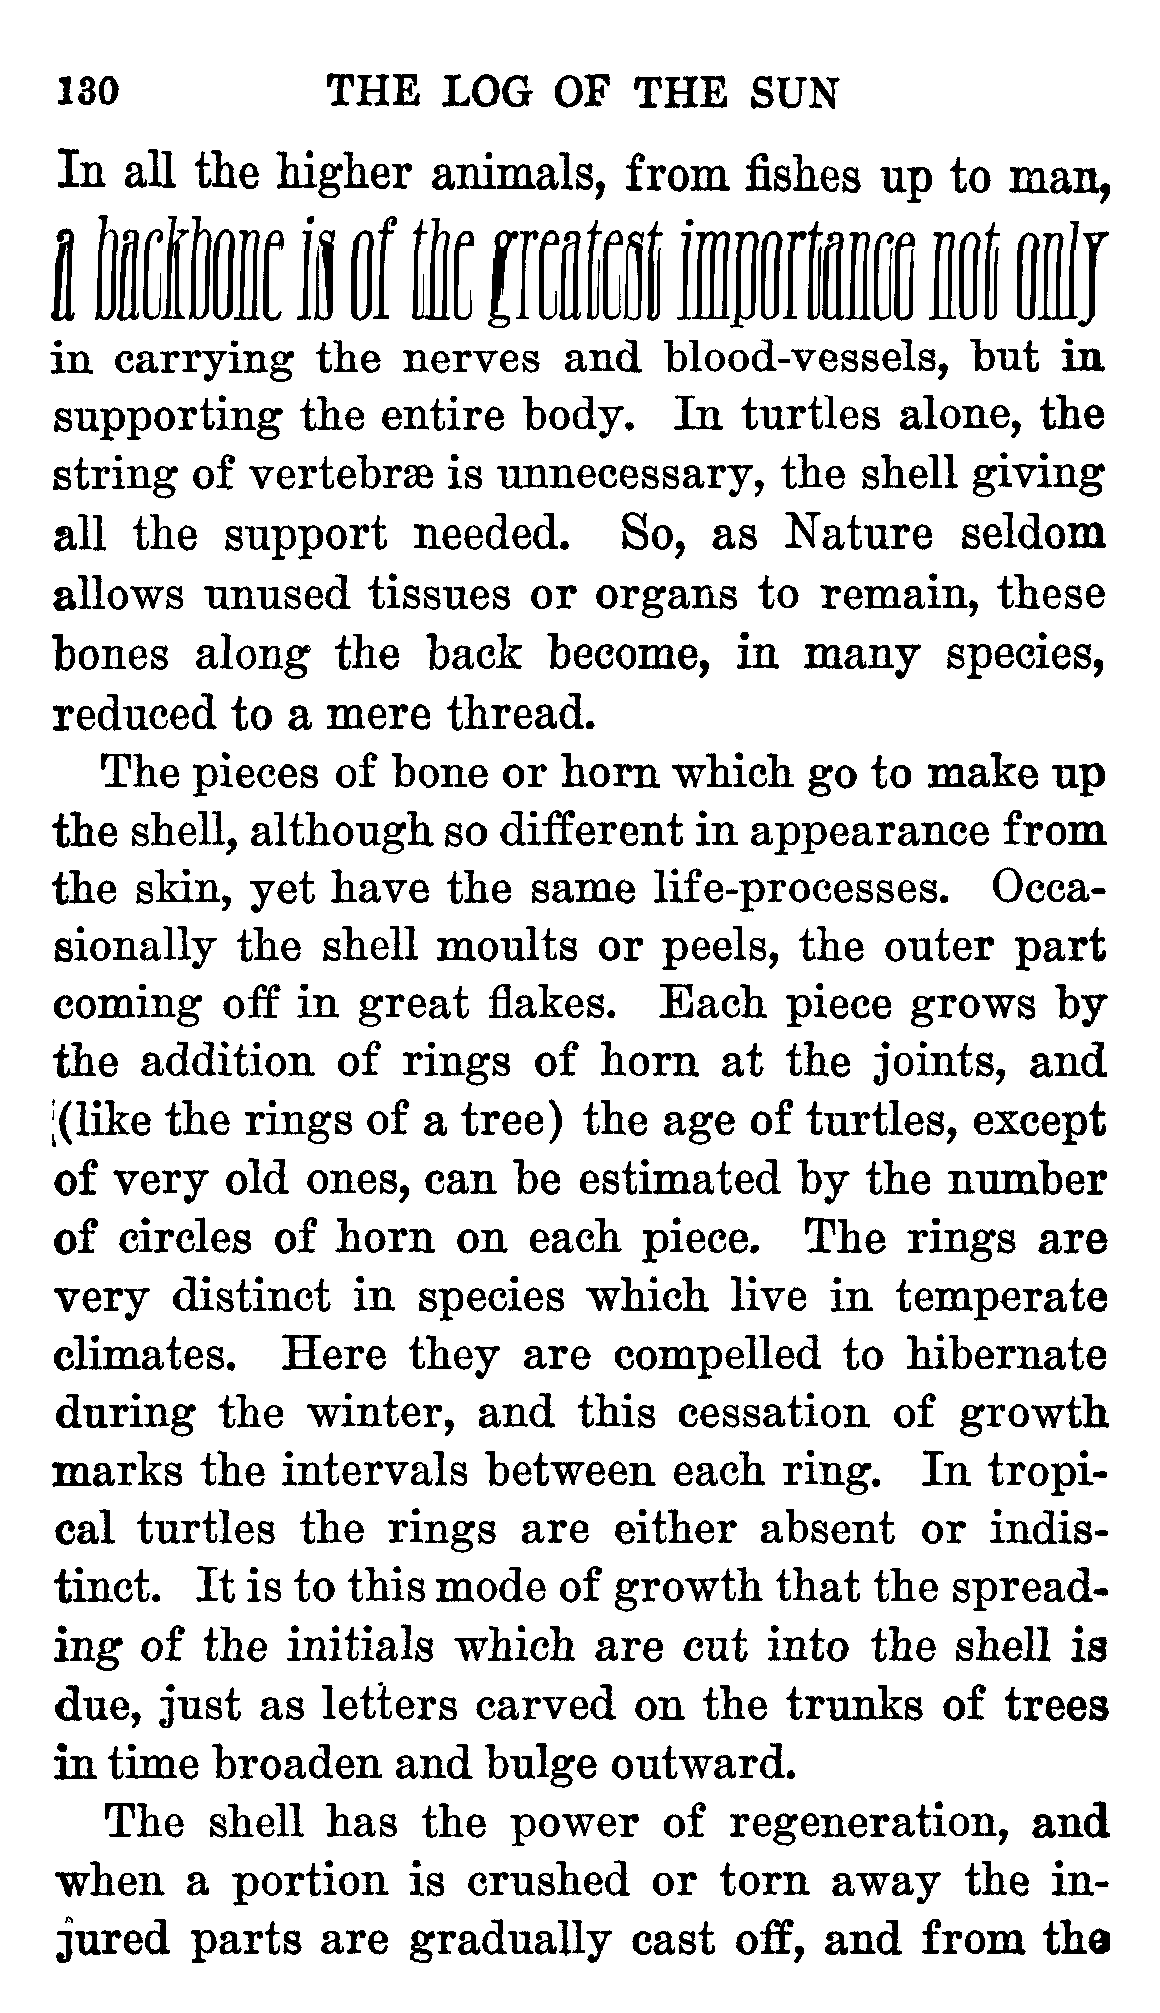 130 THE LOG OF THE SUN
In all the higher animals, from fishes up to man,
a backbone is of the greatest importance not only
in carrying the nerves and blood-vessels, but in
supporting the entire body. In turtles alone, the
string of vertebræ is unnecessary, the shell giving
all the support needed. So, as Nature seldom
allows unused tissues or organs to remain, these
bones along the back become, in many species,
reduced to a mere thread.
The pieces of bone or horn which go to make up
the shell, although so different in appearance from
the skin, yet have the same life-processes. Occa-
sionally the shell moults or peels, the outer part
coming off in great flakes. Each piece grows by
the addition of rings of horn at the joints, and
(like the rings of a tree) the age of turtles, except
of very old ones, can be estimated by the number
of circles of horn on each piece. The rings are
very distinct in species which live in temperate
climates. Here they are compelled to hibernate
during the winter, and this cessation of growth
marks the intervals between each ring. In tropi-
cal turtles the rings are either absent or indis-
tinct. It is to this mode of growth that the spread-
ing of the initials which are cut into the shell is
due, just as letters carved on the trunks of trees
in time broaden and bulge outward.
The shell has the power of regeneration, and
when a portion is crushed or torn away the in-
jured parts are gradually cast off, and from the